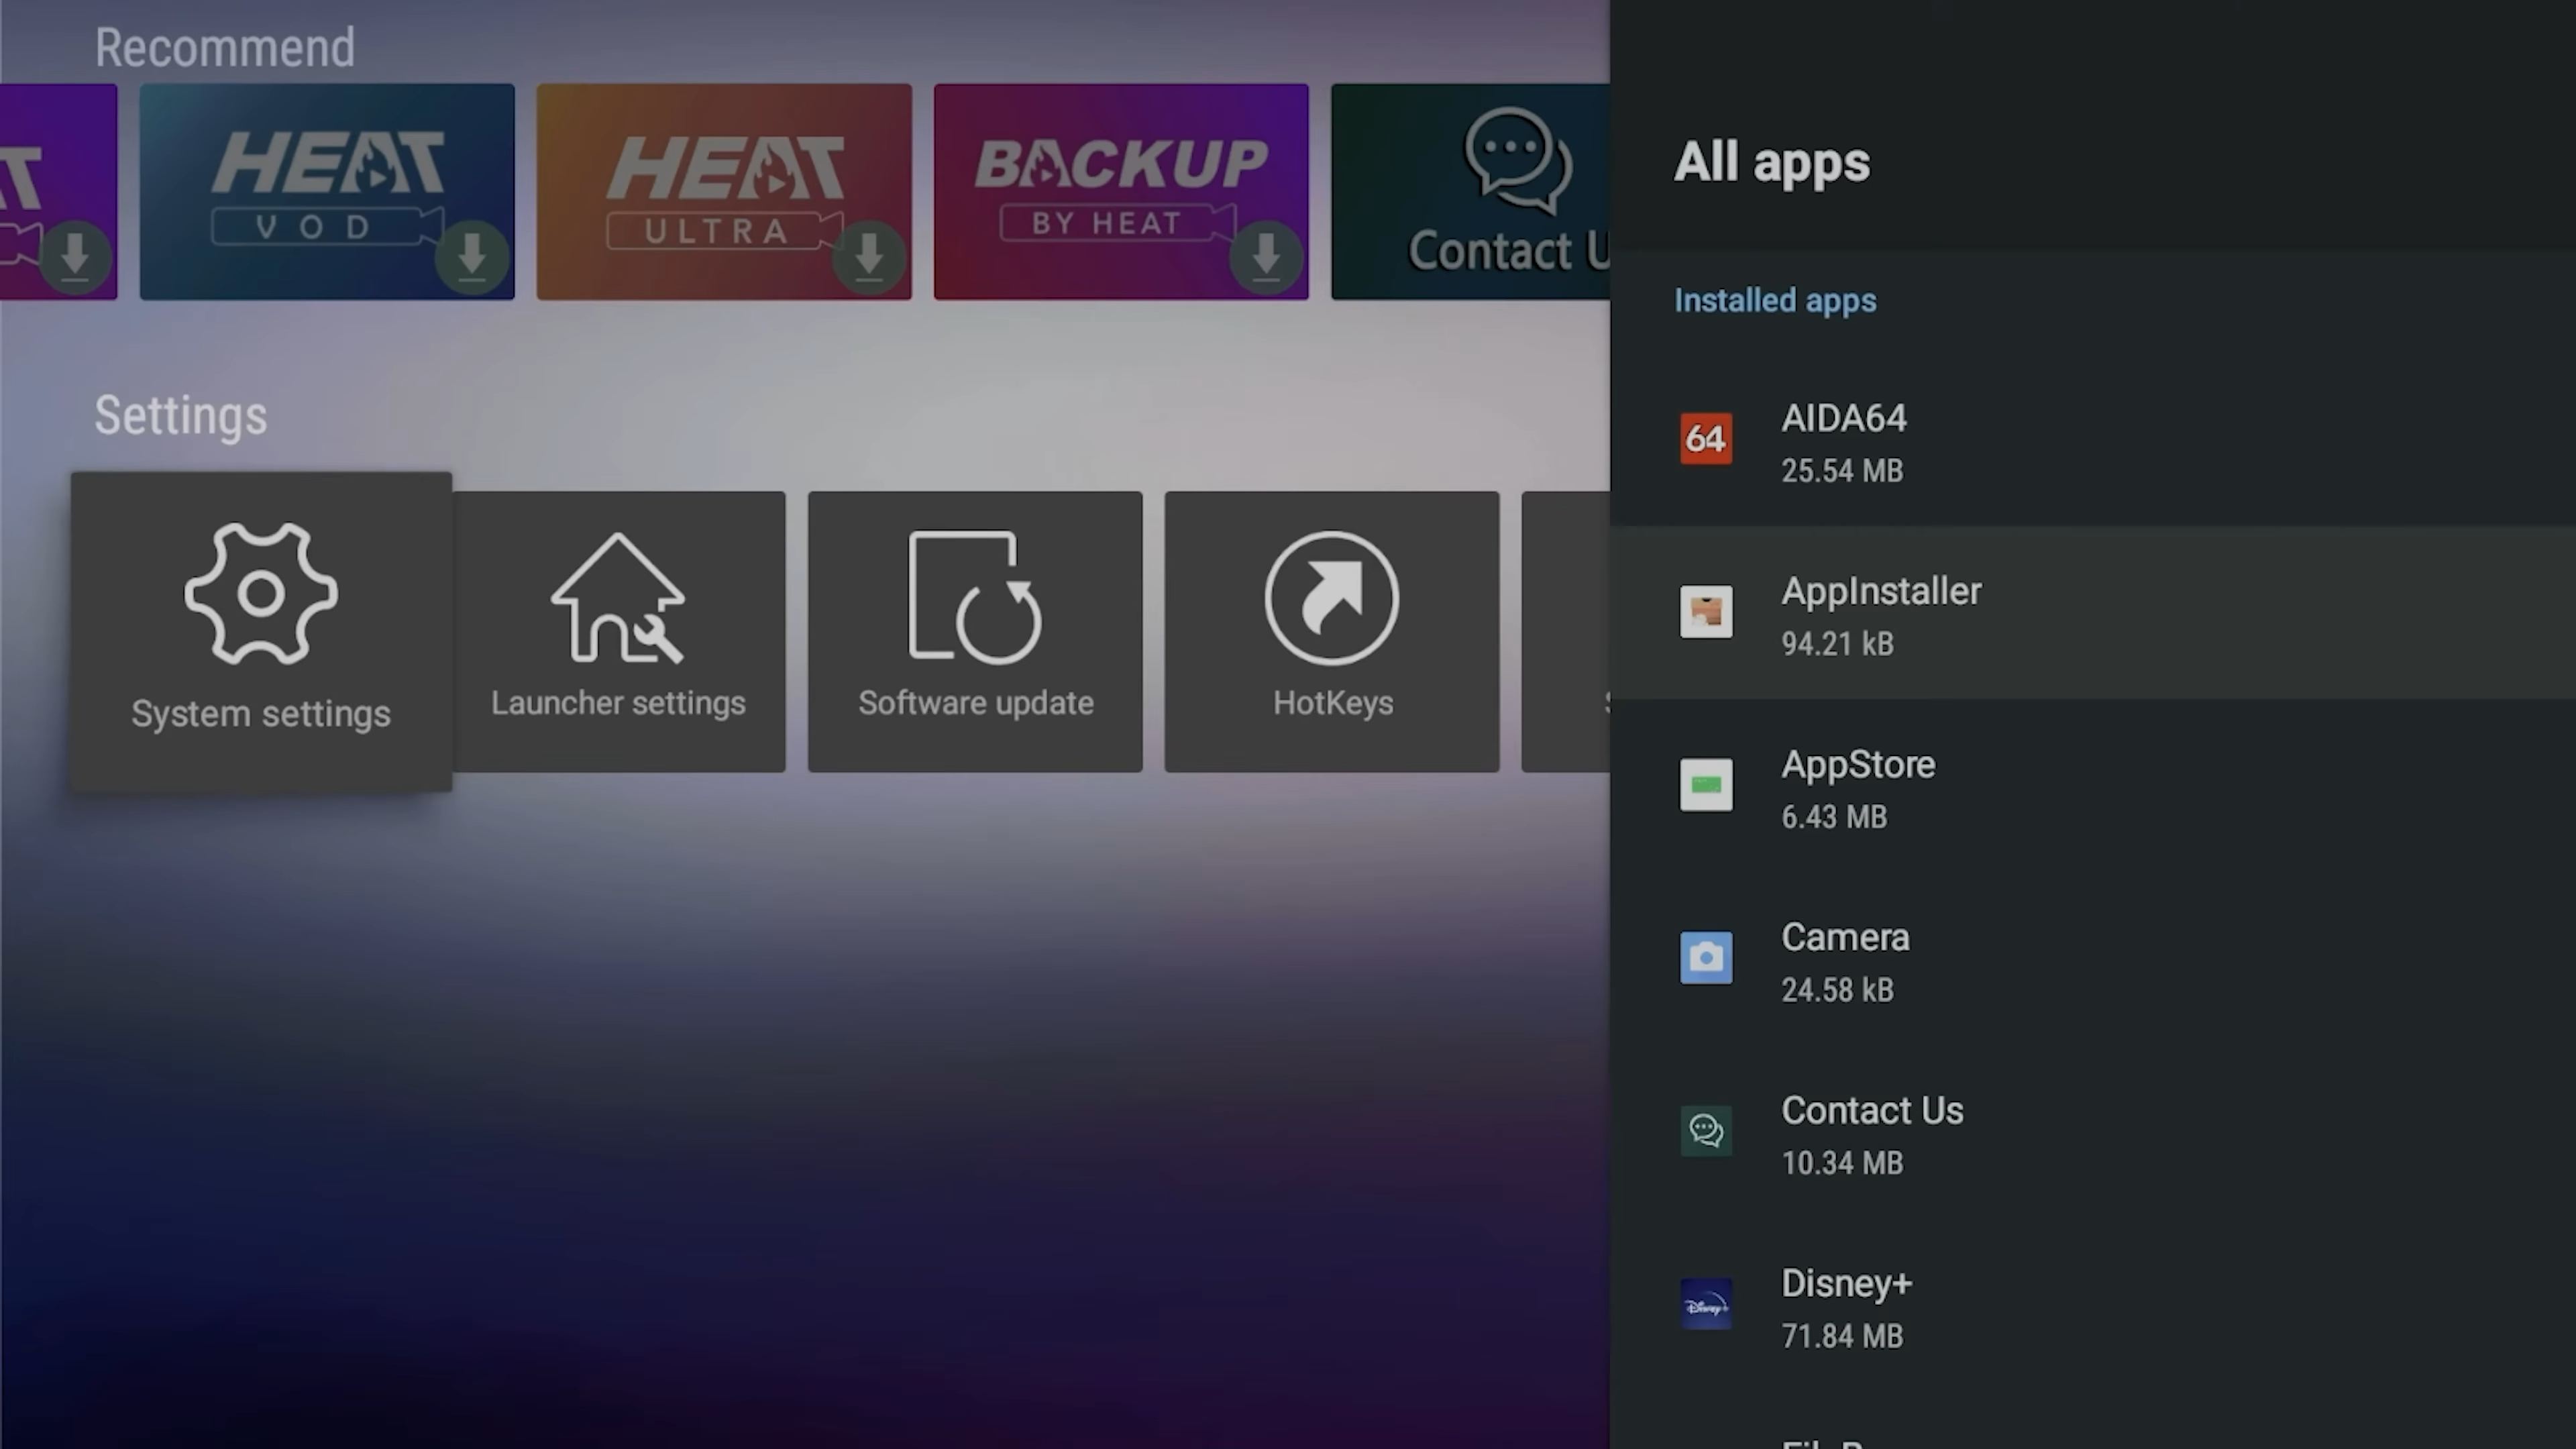 Recommend
HEAT
VOD
HEAT
ULTRA
BACKUP
BY HEAT
Contact U
Settings
System settings
Launcher settings
Software update
HotKeys
All apps
Installed apps
64
AIDA64
25.54 MB
AppInstaller
94.21 kB
AppStore
6.43 MB
Camera
24.58 kB
Contact Us
10.34 MB
Disney+
Disney+
71.84 MB